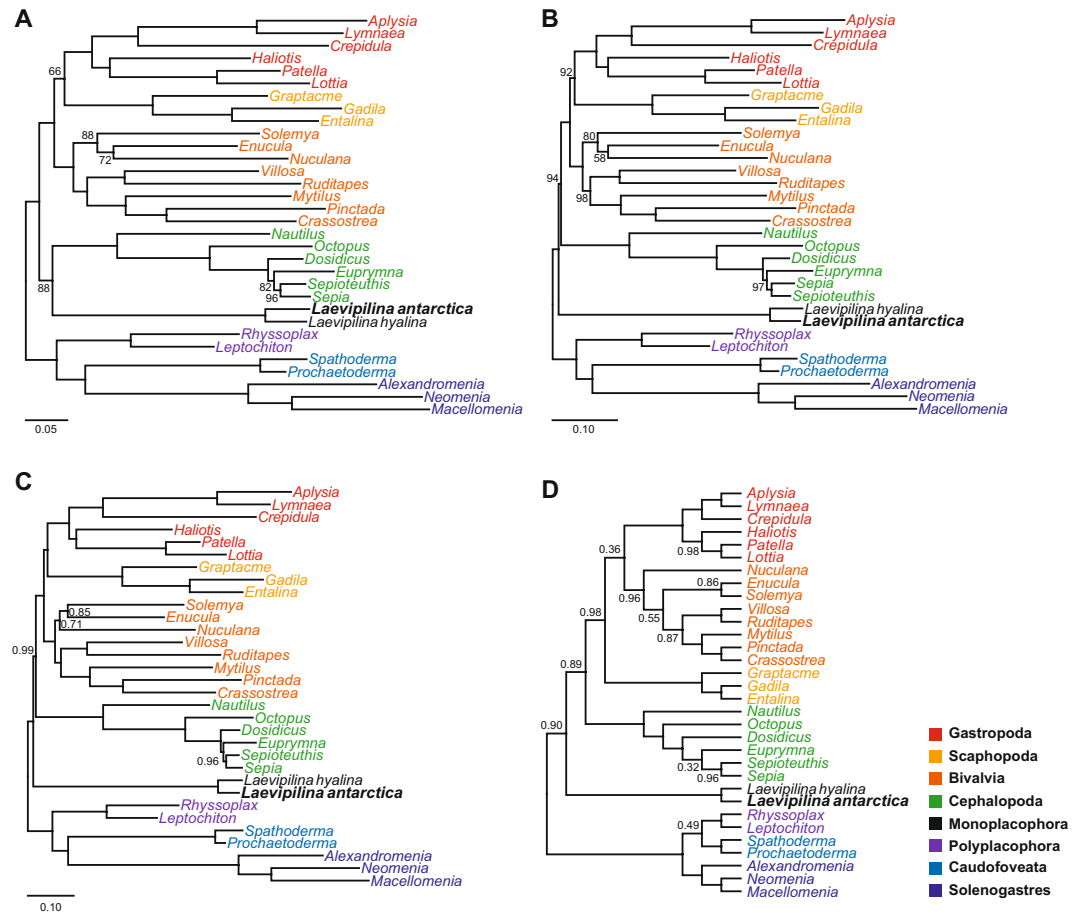 A
Aplysia
Lymnaea
Crepidula
Haliotis
66
Patella
Lottia
Graptacme
Gadila
Entalina
88
Solemya
Enucula
72
Nuculana
Villosa
Ruditapes
Mytilus
Pinctada
Crassostrea
Nautilus
Octopus
Dosidicus
Euprymna
88
82
Sepioteuthis
96
Sepia
Laevipilina antarctica
Laevipilina hyalina
Rhyssoplax
Leptochiton
Spathoderma
Prochaetoderma
Alexandromenia
Neomenia
Macellomenia
0.05
B
Aplysia
Lymnaea
Crepidula
Haliotis
92
Patella
Lottia
Graptacme
Gadila
Entalina
80
Solemya
Enucula
58
Nuculana
Villosa
94
Ruditapes
98
Mytilus
Pinctada
Crassostrea
Nautilus
Octopus
Dosidicus
Euprymna
97
Sepia
Sepioteuthis
Laevipilina hyalina
Laevipilina antarctica
Rhyssoplax
Leptochiton
Spathoderma
Prochaetoderma
Alexandromenia
Neomenia
Macellomenia
0.10
C
Aplysia
Lymnaea
Crepidula
Haliotis
Patella
Lottia
Graptacme
Gadila
Entalina
Solemya
0.85
Enucula
0.71
Nuculana
Villosa
0.99
Ruditapes
Mytilus
Pinctada
Crassostrea
Nautilus
Octopus
Dosidicus
Euprymna
Sepioteuthis
0.96
Sepia
Laevipilina hyalina
Laevipilina antarctica
Rhyssoplax
Leptochiton
Spathoderma
Prochaetoderma
Alexandromenia
Neomenia
Macellomenia
0.10
D
Aplysia
Lymnaea
Crepidula
Haliotis
0.36
0.98
Patella
Lottia
Nuculana
0.86
Enucula
0.96
Solemya
0.98
Villosa
0.55
Ruditapes
0.87
Mytilus
Pinctada
Crassostrea
0.89
Graptacme
Gadila
Entalina
Nautilus
0.90
Octopus
Dosidicus
Euprymna
0.32
Sepioteuthis
0.96
Sepia
Laevipilina hyalina
Laevipilina antarctica
Rhyssoplax
0.49
Leptochiton
Spathoderma
Prochaetoderma
Alexandromenia
Neomenia
Macellomenia
Gastropoda
Scaphopoda
Bivalvia
Cephalopoda
Monoplacophora
Polyplacophora
Caudofoveata
Solenogastres